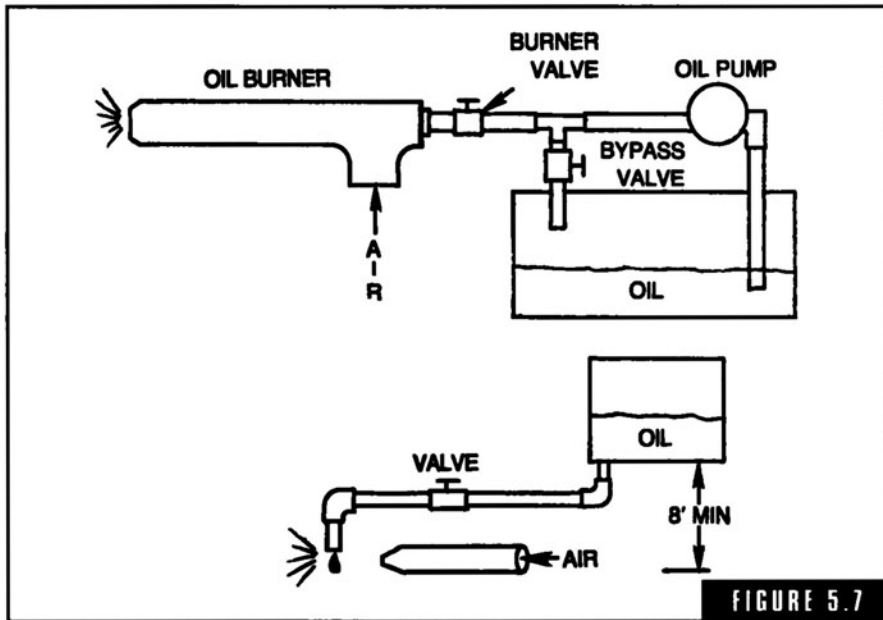 BURNER
VALVE
OIL BURNER
OIL PUMP
BYPASS
VALVE
A
I
R
OIL
OIL
VALVE
8' MIN
AIR
FIGURE 5.7